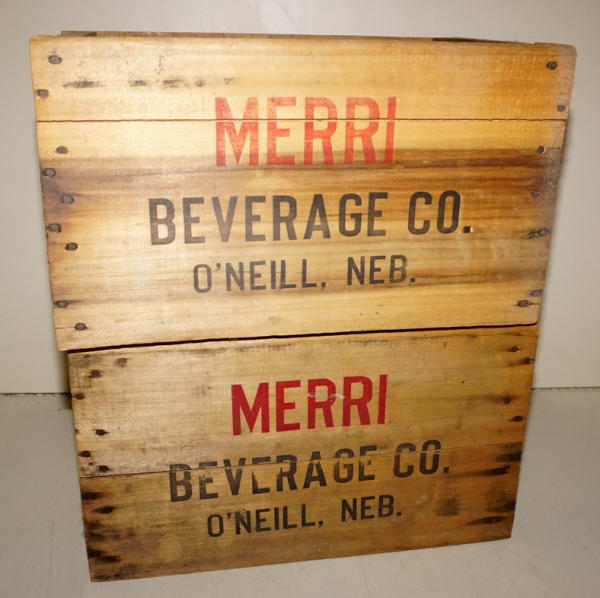 MERRI
BEVERAGE CO.
O'NEILL, NEB.
MERRI
BEVERAGE CO.
O'NEILL, NEB.